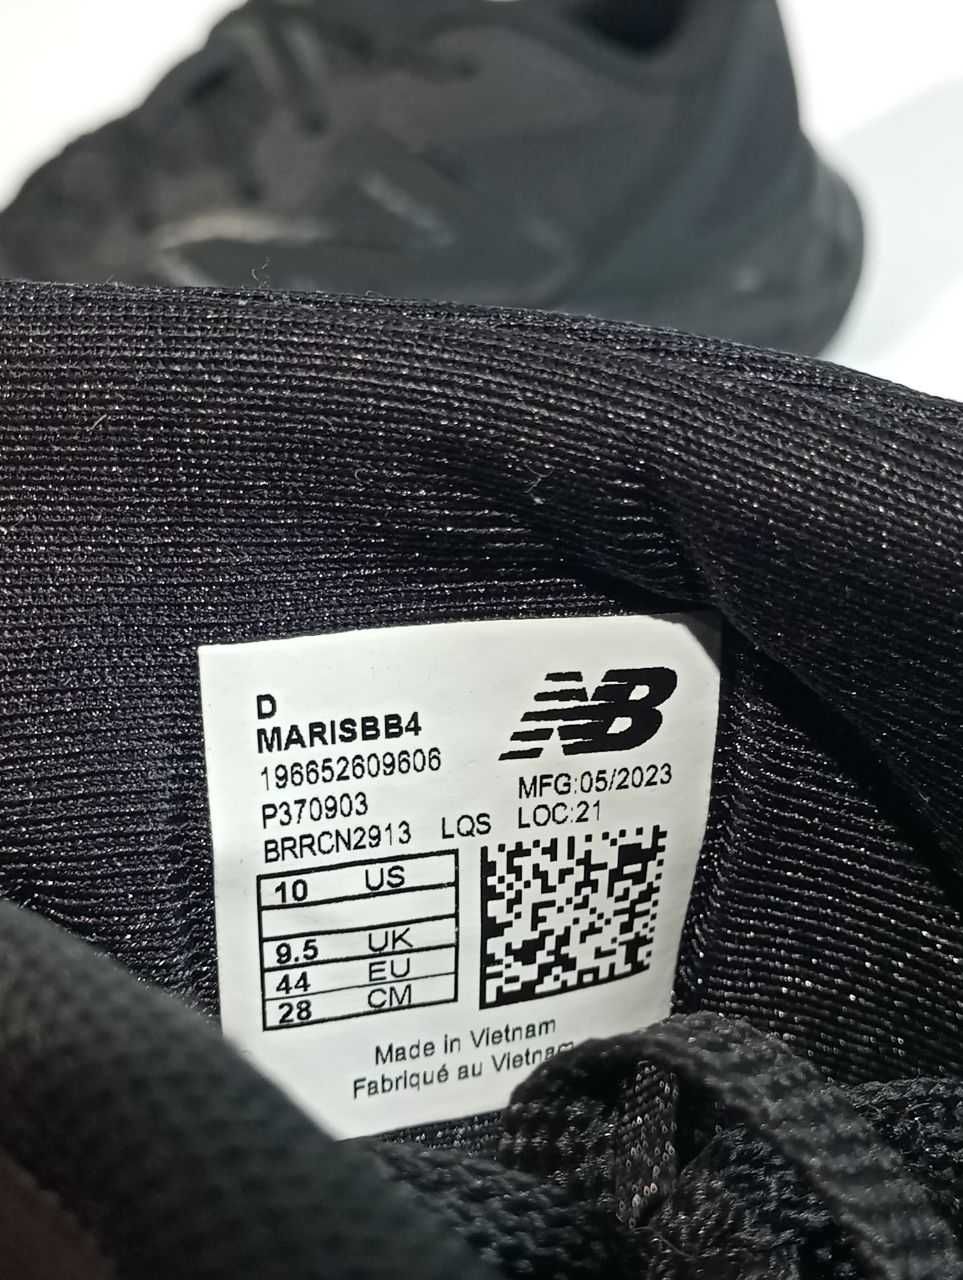 D
MARISBB4
196652609606
P370903
BRRCN2913 LQS
NB
MFG:05/2023
LOC:21
10 US
9.5 UK
44 EU
28 CM
Made in Vietnam
Fabriqué au Vietnam